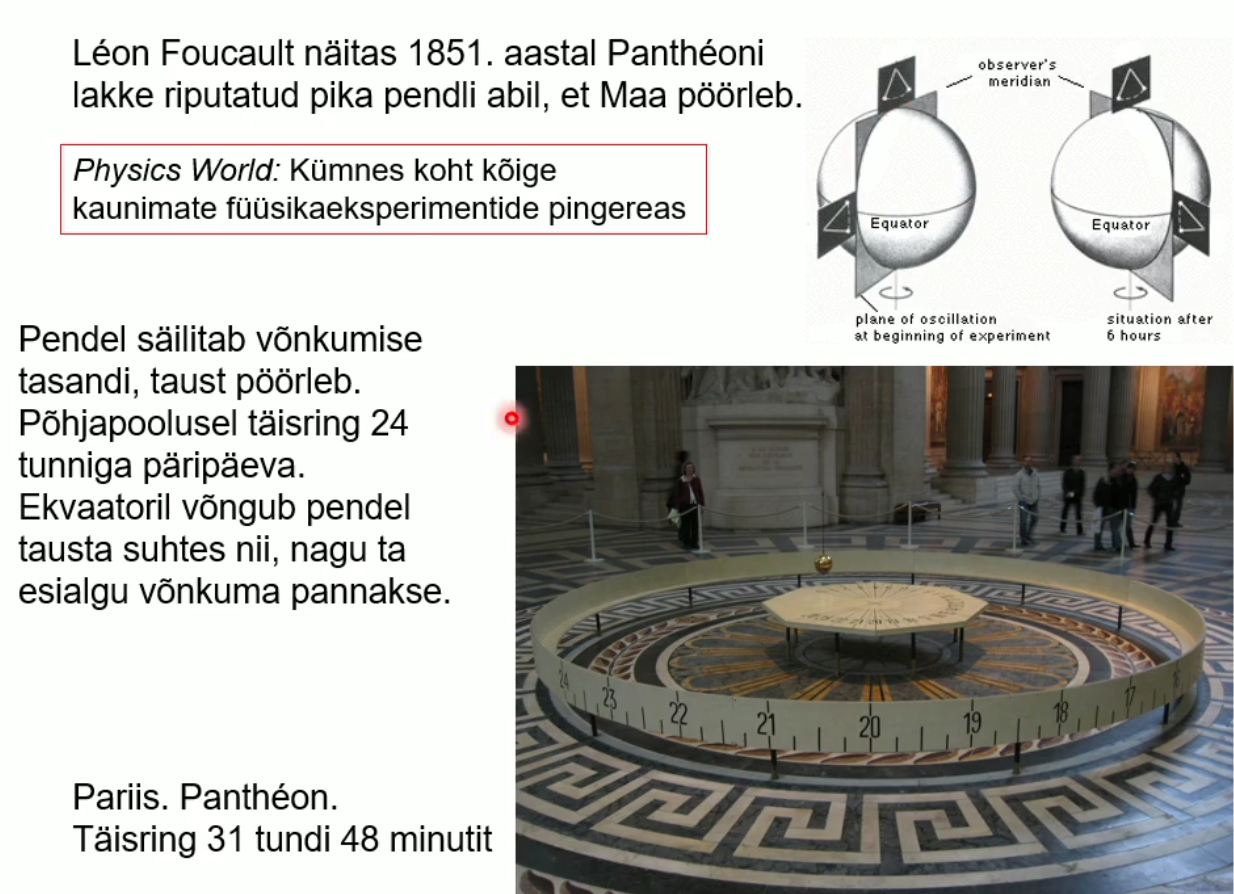 Léon Foucault näitas 1851. aastal Panthéoni
lakke riputatud pika pendli abil, et Maa pöörleb.
Physics World: Kümnes koht kõige
kaunimate füüsikaeksperimentide pingereas
observer's
meridian
Equator
Equator
plane of oscillation
at beginning of experiment
situation after
6 hours
Pendel säilitab võnkumise
tasandi, taust pöörleb.
Põhjapoolusel täisring 24
tunniga päripäeva.
Ekvaatoril võngub pendel
tausta suhtes nii, nagu ta
esialgu võnkuma pannakse.
24 23 22 21 20 19 18 17 16
Pariis. Panthéon.
Täisring 31 tundi 48 minutit